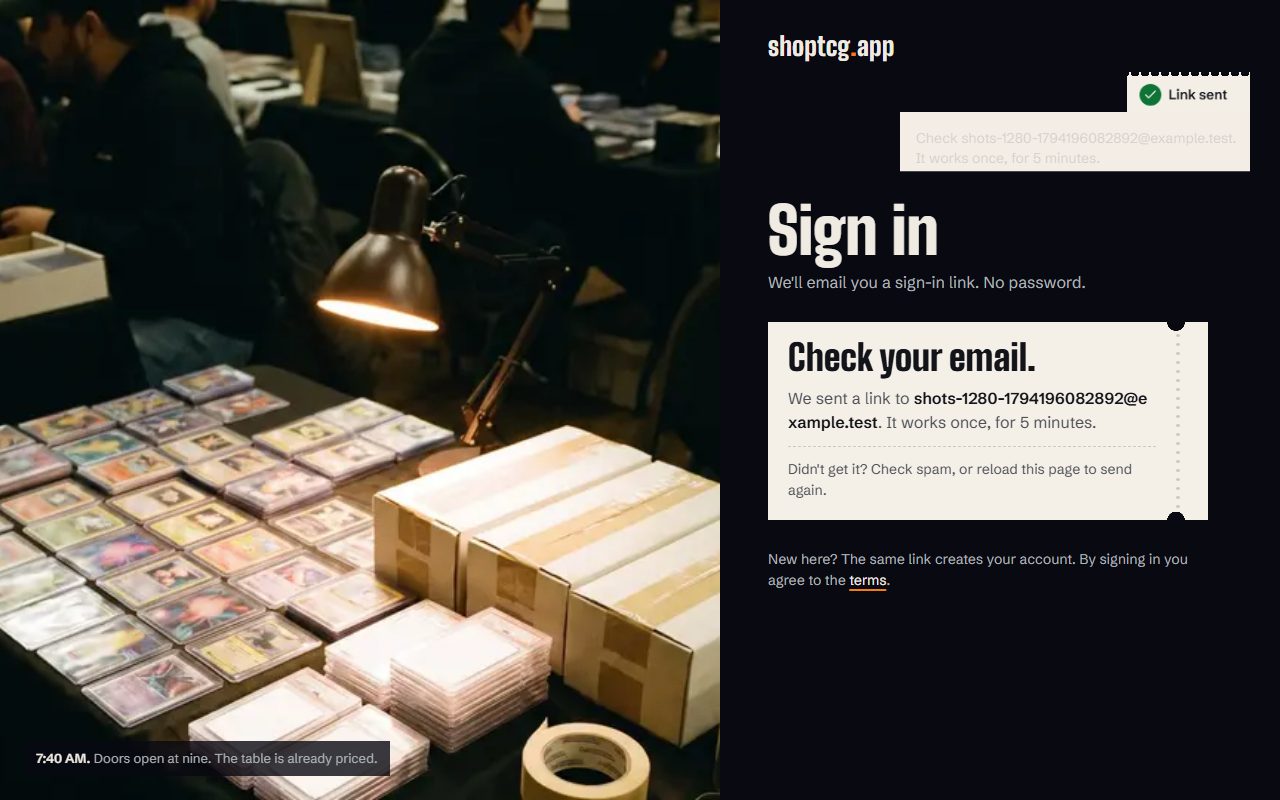 shoptcg.app
Link sent
Check shots-1280-1794196082892@example.test.
It works once, for 5 minutes.
Sign in
We'll email you a sign-in link. No password.
Check your email.
We sent a link to shots-1280-1794196082892@e
xample.test. It works once, for 5 minutes.
Didn't get it? Check spam, or reload this page to send
again.
New here? The same link creates your account. By signing in you
agree to the terms.
7:40 AM. Doors open at nine. The table is already priced.